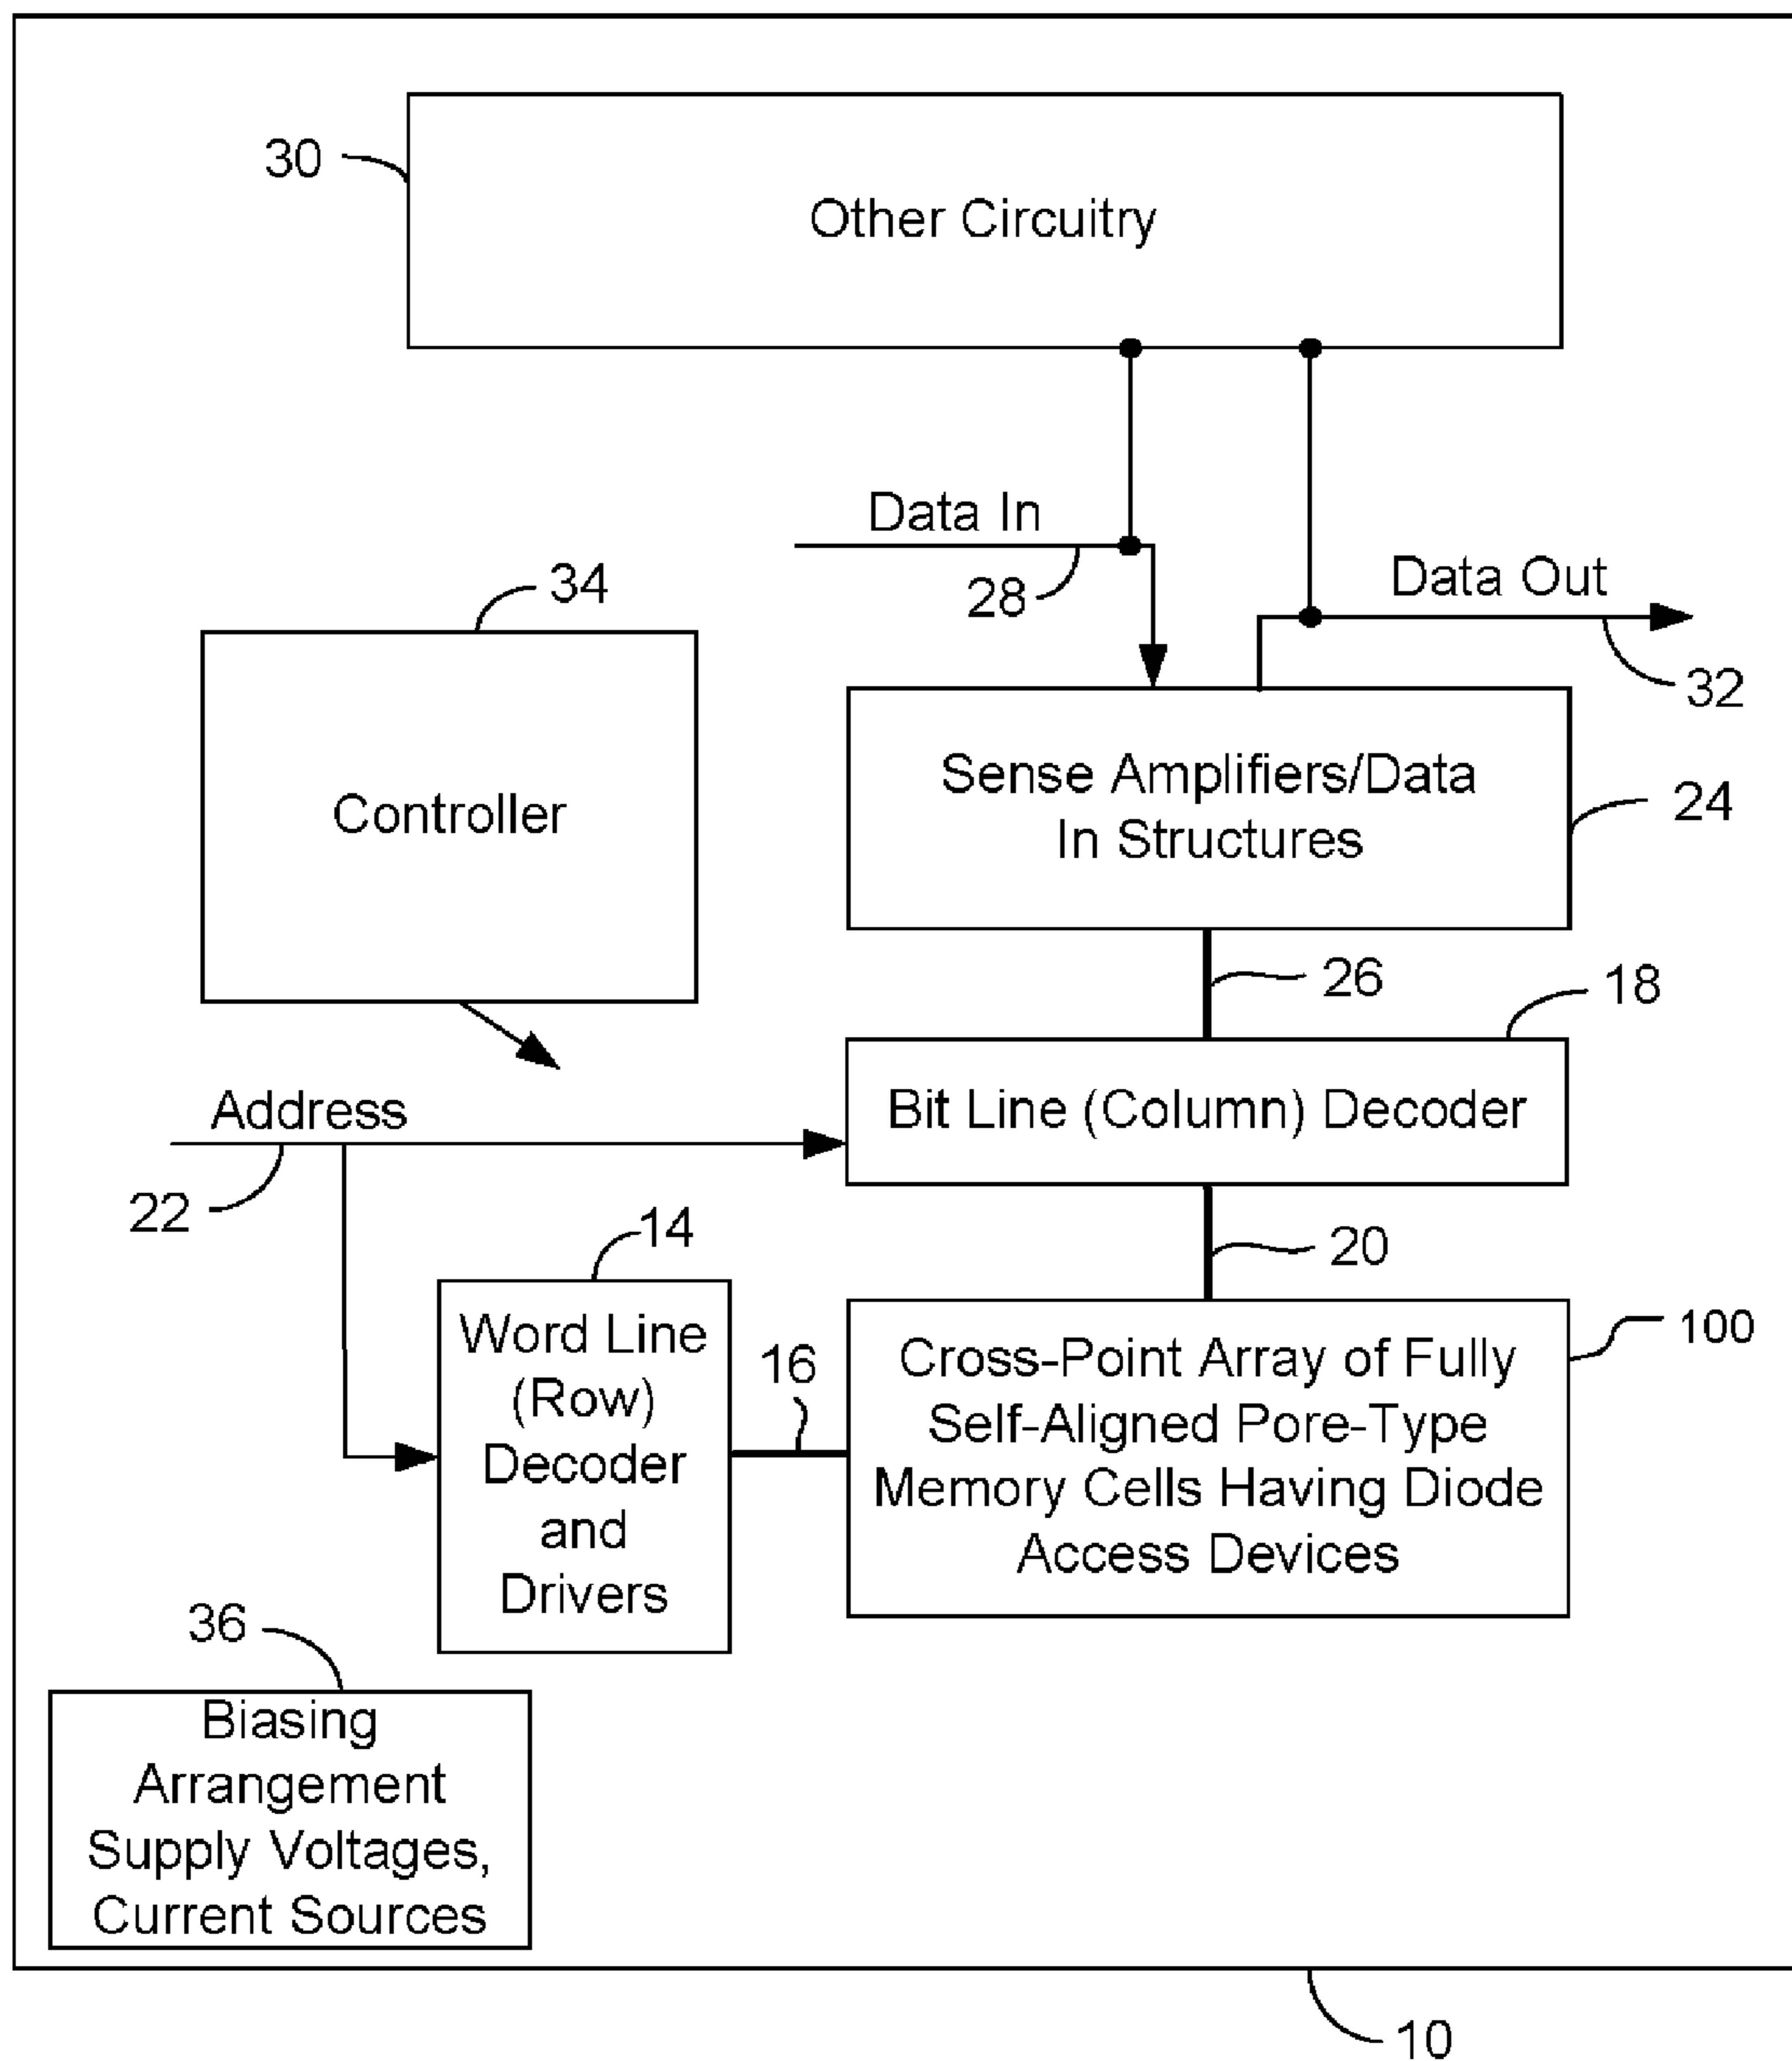 30
Other Circuitry
Data In
28
Data Out
32
34
Controller
Sense Amplifiers/Data
In Structures
24
26
18
Address
22
Bit Line (Column) Decoder
20
14
Word Line
(Row)
Decoder
and
Drivers
16
Cross-Point Array of Fully
Self-Aligned Pore-Type
Memory Cells Having Diode
Access Devices
100
36
Biasing
Arrangement
Supply Voltages,
Current Sources
10